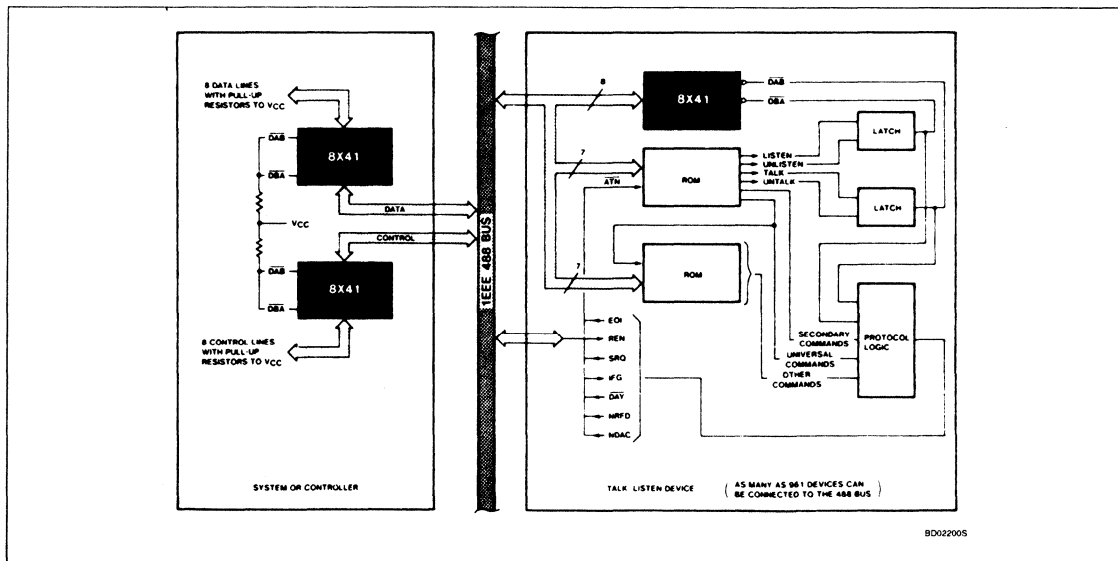 8 DATA LINES
WITH PULL-UP
RESISTORS TO VCC
DAB
8X41
DBA
DATA
VCC
CONTROL
DAB
8X41
DBA
8 CONTROL LINES
WITH PULL-UP
RESISTORS TO VCC
SYSTEM OR CONTROLLER
IEEE 488 BUS
8
8X41
DAB
DBA
LATCH
7
ATN
ROM
LISTEN
UNLISTEN
TALK
UNTALK
LATCH
7
ROM
EOI
REN
SRQ
IFG
DAY
NRFD
NDAC
SECONDARY
COMMANDS
UNIVERSAL
COMMANDS
OTHER
COMMANDS
PROTOCOL
LOGIC
TALK LISTEN DEVICE
(AS MANY AS 961 DEVICES CAN
BE CONNECTED TO THE 488 BUS)
BD02200S